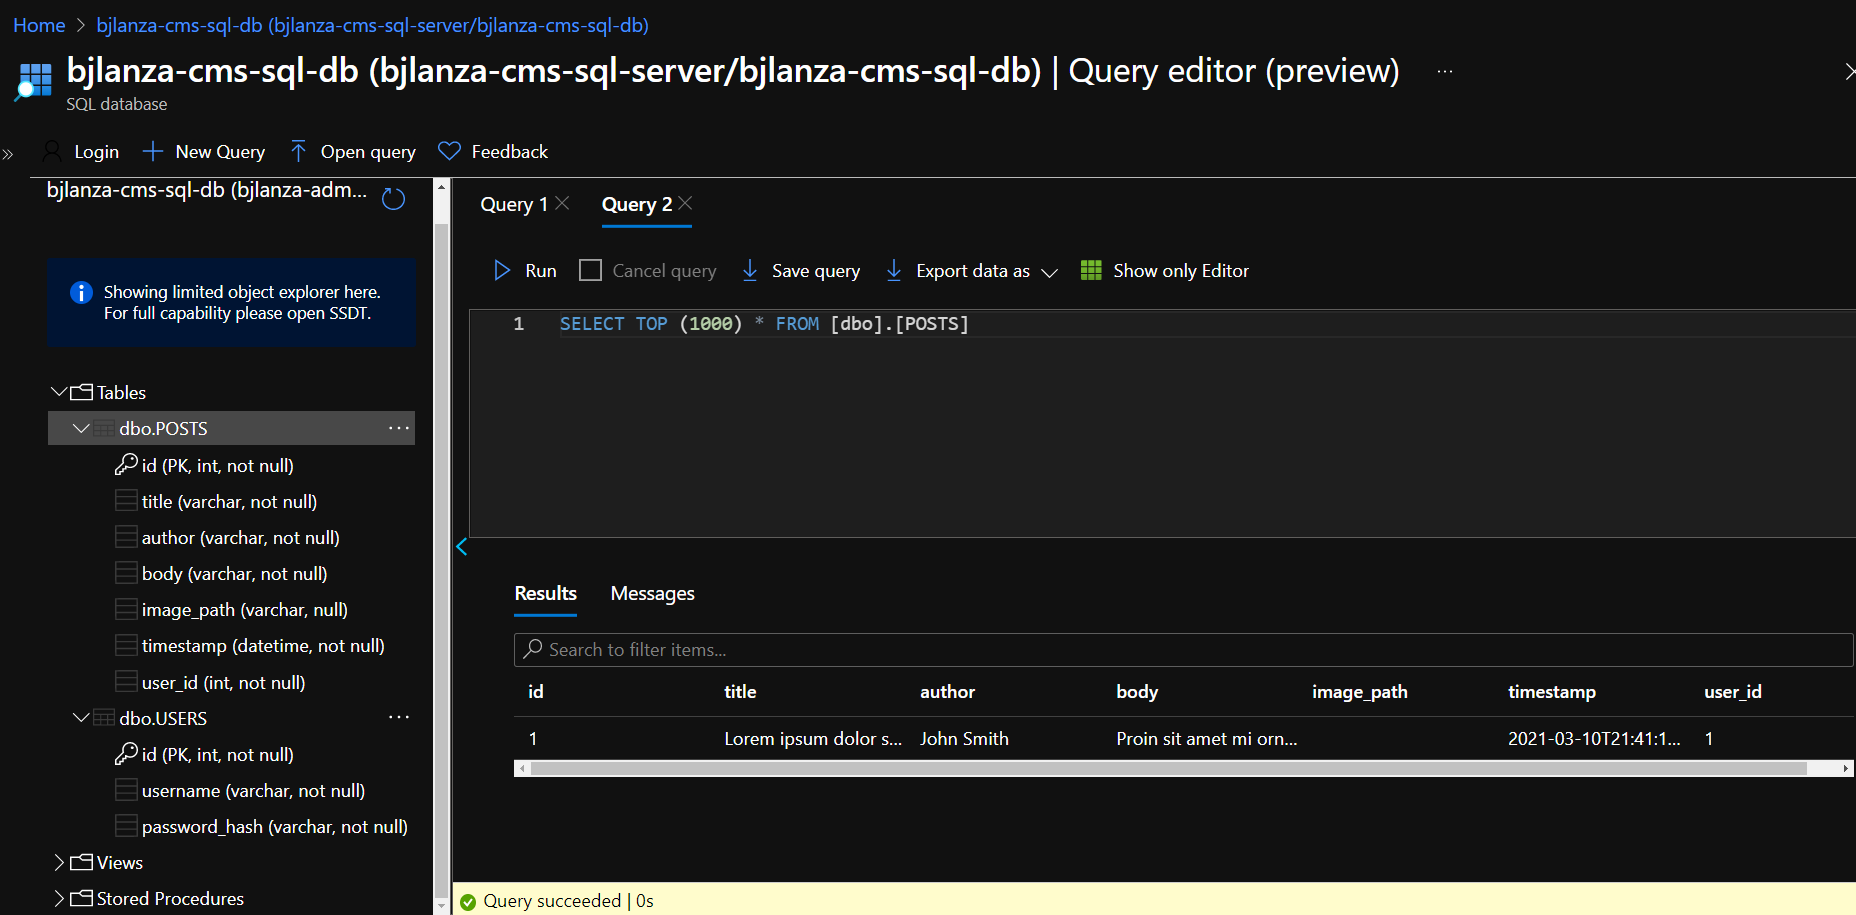 Home > bjlanza-cms-sql-db (bjlanza-cms-sql-server/bjlanza-cms-sql-db)
bjlanza-cms-sql-db (bjlanza-cms-sql-server/bjlanza-cms-sql-db) | Query editor (preview) ...
SQL database
Login New Query Open query Feedback
bjlanza-cms-sql-db (bjlanza-adm...
Showing limited object explorer here.
For full capability please open SSDT.
Tables
dbo.POSTS ...
id (PK, int, not null)
title (varchar, not null)
author (varchar, not null)
body (varchar, not null)
image_path (varchar, null)
timestamp (datetime, not null)
user_id (int, not null)
dbo.USERS ...
id (PK, int, not null)
username (varchar, not null)
password_hash (varchar, not null)
Views
Stored Procedures
Query 1 Query 2
Run Cancel query Save query Export data as Show only Editor
1 SELECT TOP (1000) * FROM [dbo].[POSTS]
Results Messages
Search to filter items...
id title author body image_path timestamp user_id
1 Lorem ipsum dolor s... John Smith Proin sit amet mi orn... 2021-03-10T21:41:1... 1
Query succeeded | 0s